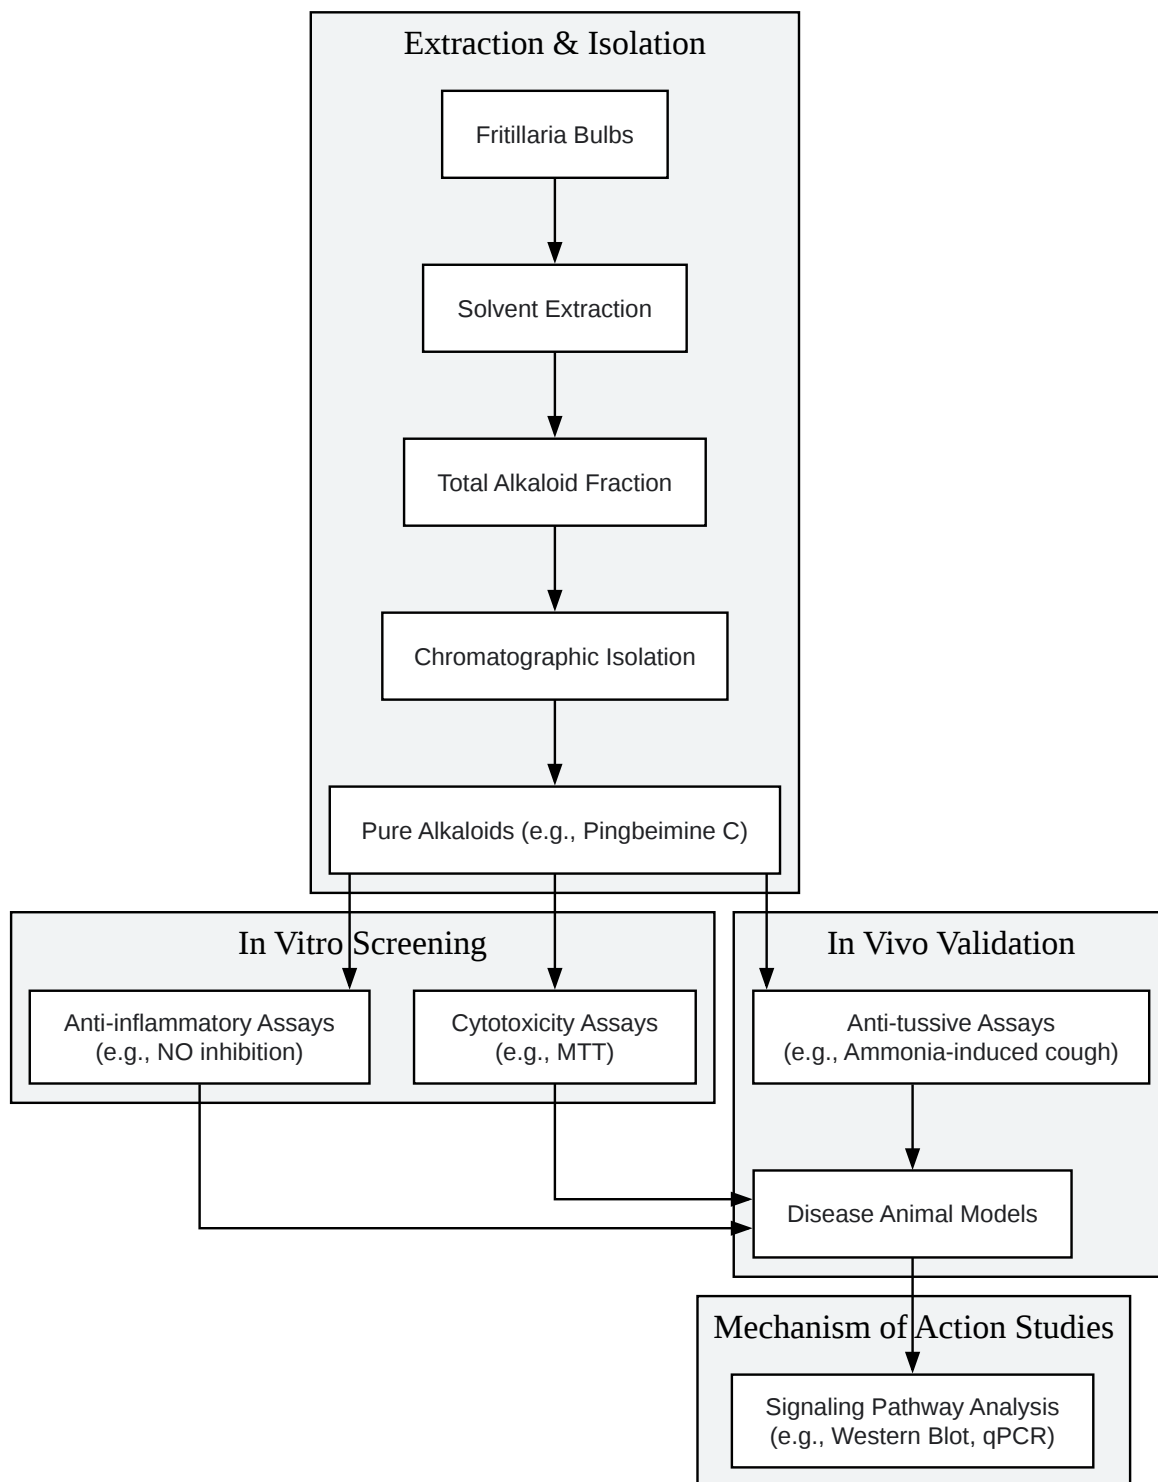 Extraction & Isolation
Fritillaria Bulbs
Solvent Extraction
Total Alkaloid Fraction
Chromatographic Isolation
Pure Alkaloids (e.g., Pingbeimine C)
In Vitro Screening
Anti-inflammatory Assays
(e.g., NO inhibition)
Cytotoxicity Assays
(e.g., MTT)
In Vivo Validation
Anti-tussive Assays
(e.g., Ammonia-induced cough)
Disease Animal Models
Mechanism of Action Studies
Signaling Pathway Analysis
(e.g., Western Blot, qPCR)